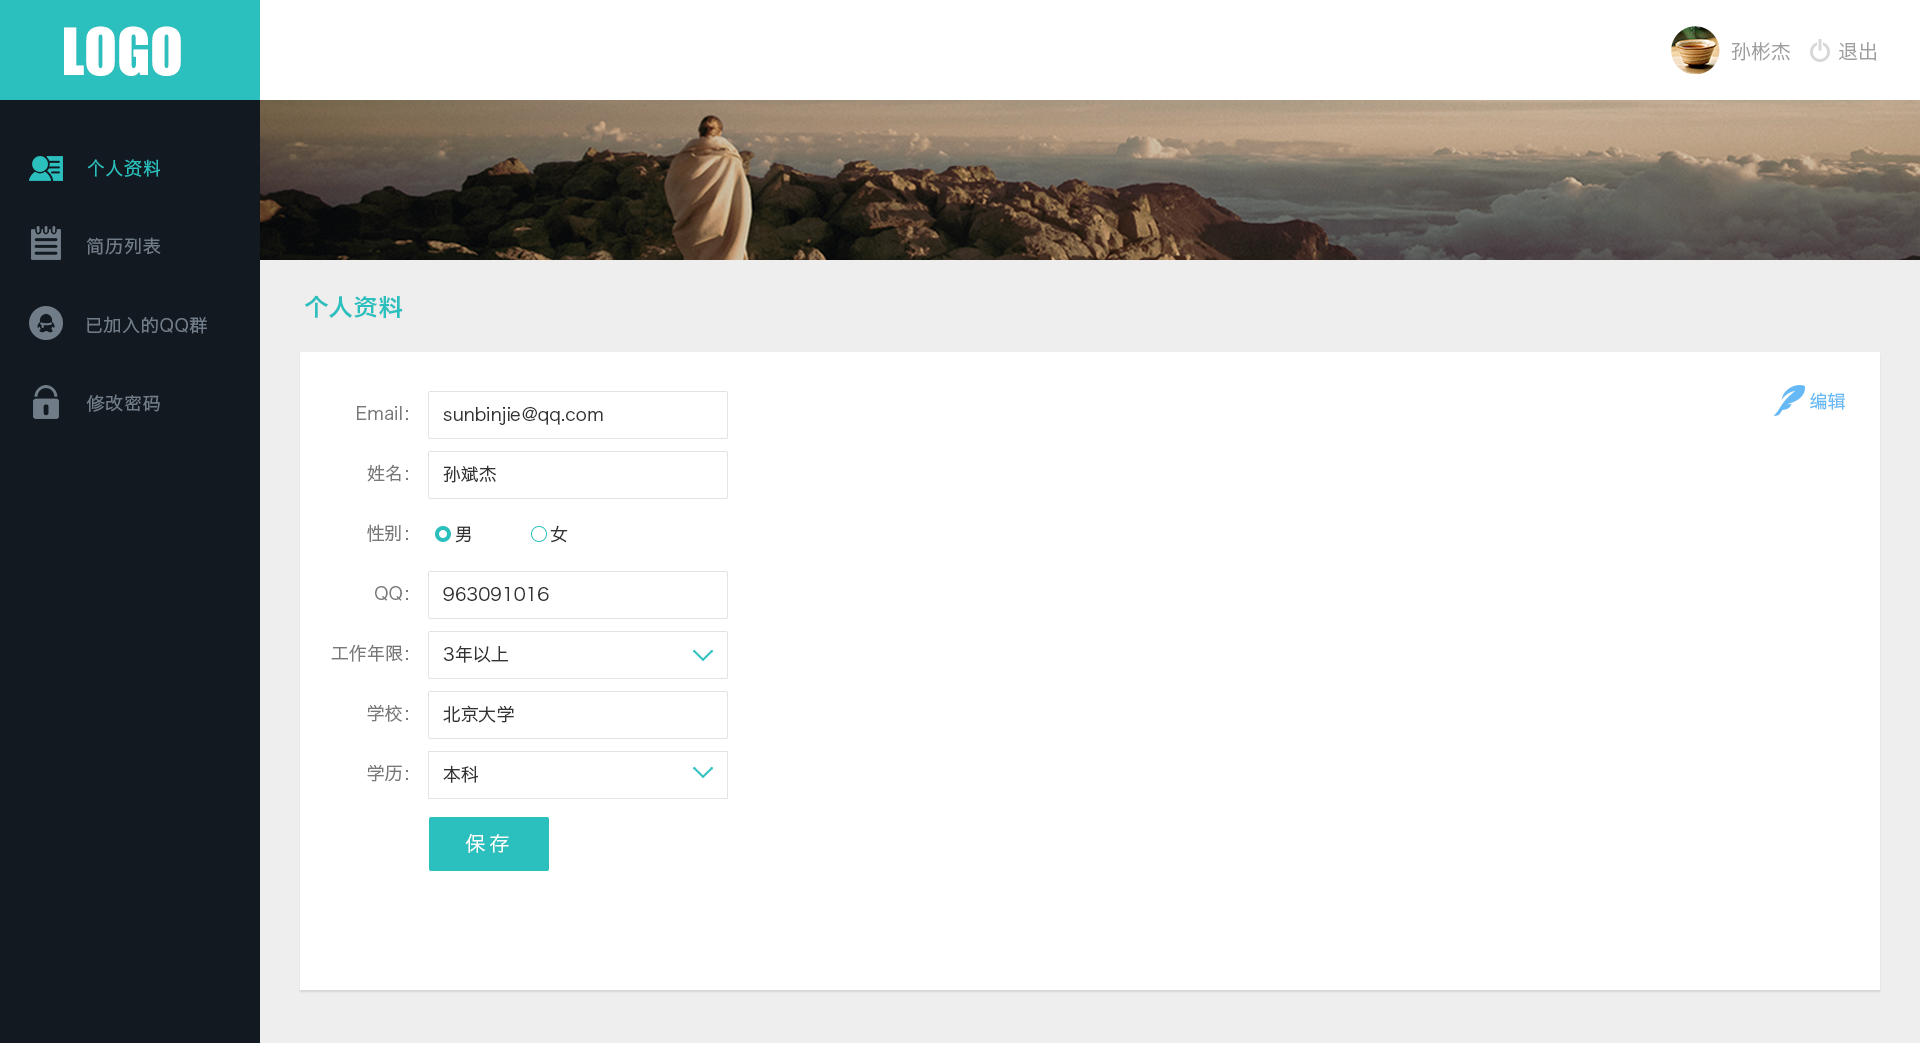 LOGO
孙彬杰 退出
个人资料
简历列表
已加入的QQ群
修改密码
个人资料
编辑
Email: sunbinjie@qq.com
姓名: 孙斌杰
性别: 男 女
QQ: 963091016
工作年限: 3年以上
学校: 北京大学
学历: 本科
保存